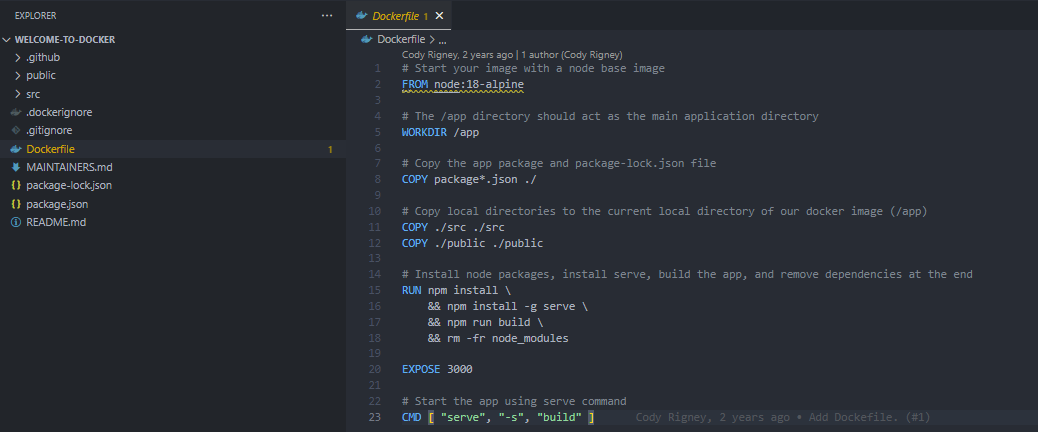 EXPLORER
...
WELCOME-TO-DOCKER
.github
public
src
.dockerignore
.gitignore
Dockerfile 1
MAINTAINERS.md
package-lock.json
package.json
README.md
Dockerfile 1
Dockerfile > ...
Cody Rigney, 2 years ago | 1 author (Cody Rigney)
1 # Start your image with a node base image
2 FROM node:18-alpine
3
4 # The /app directory should act as the main application directory
5 WORKDIR /app
6
7 # Copy the app package and package-lock.json file
8 COPY package*.json ./
9
10 # Copy local directories to the current local directory of our docker image (/app)
11 COPY ./src ./src
12 COPY ./public ./public
13
14 # Install node packages, install serve, build the app, and remove dependencies at the end
15 RUN npm install \
16 && npm install -g serve \
17 && npm run build \
18 && rm -fr node_modules
19
20 EXPOSE 3000
21
22 # Start the app using serve command
23 CMD [ "serve", "-s", "build" ] Cody Rigney, 2 years ago • Add Dockefile. (#1)